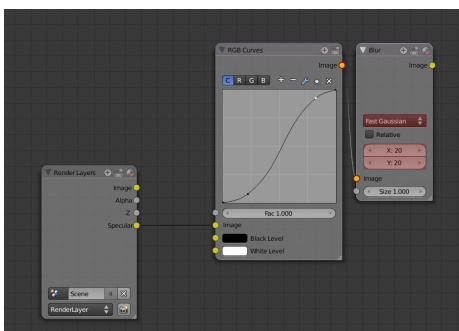 RGB Curves
Image
C R G B
Fac 1.000
Image
Black Level
White Level
Blur
Image
Fast Gaussian
Relative
X: 20
Y: 20
Image
Size 1.000
Render Layers
Image
Alpha
Z
Specular
Scene
RenderLayer